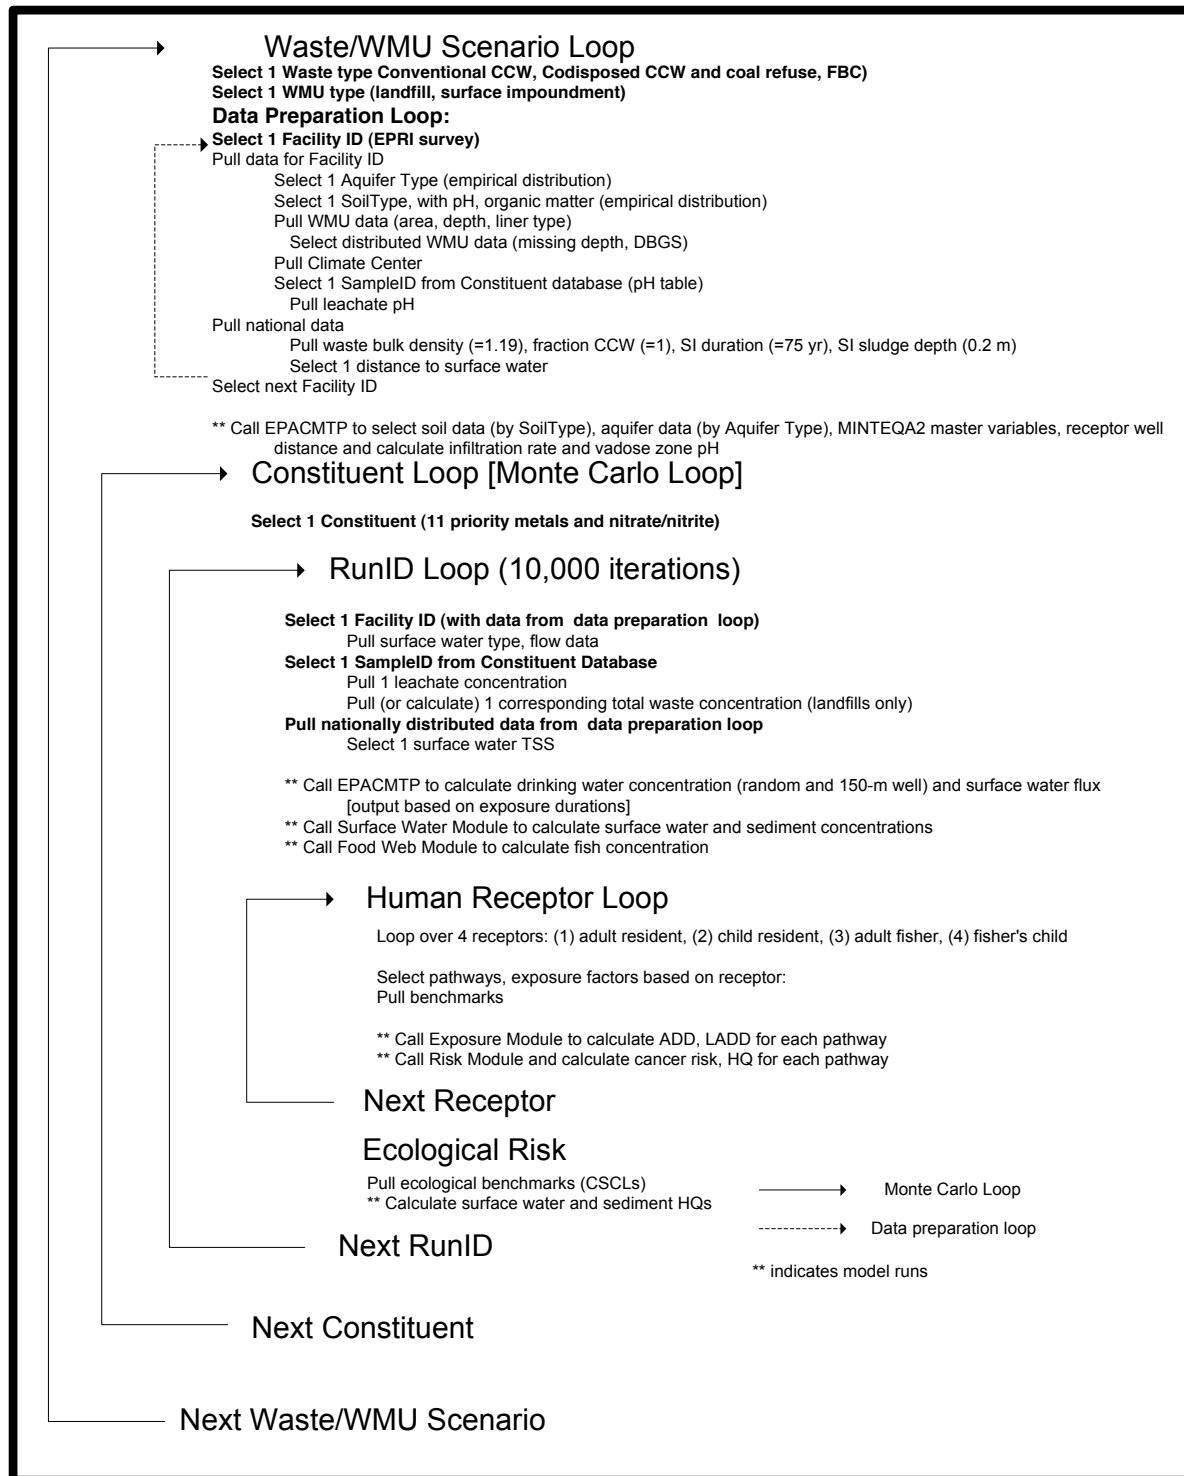 Waste/WMU Scenario Loop
Select 1 Waste type Conventional CCW, Codisposed CCW and coal refuse, FBC)
Select 1 WMU type (landfill, surface impoundment)
Data Preparation Loop:
Select 1 Facility ID (EPRI survey)
Pull data for Facility ID
Select 1 Aquifer Type (empirical distribution)
Select 1 SoilType, with pH, organic matter (empirical distribution)
Pull WMU data (area, depth, liner type)
Select distributed WMU data (missing depth, DBGS)
Pull Climate Center
Select 1 SampleID from Constituent database (pH table)
Pull leachate pH
Pull national data
Pull waste bulk density (=1.19), fraction CCW (=1), SI duration (=75 yr), SI sludge depth (0.2 m)
Select 1 distance to surface water
Select next Facility ID
** Call EPACMTP to select soil data (by SoilType), aquifer data (by Aquifer Type), MINTEQA2 master variables, receptor well
distance and calculate infiltration rate and vadose zone pH
Constituent Loop [Monte Carlo Loop]
Select 1 Constituent (11 priority metals and nitrate/nitrite)
RunID Loop (10,000 iterations)
Select 1 Facility ID (with data from  data preparation  loop)
Pull surface water type, flow data
Select 1 SampleID from Constituent Database
Pull 1 leachate concentration
Pull (or calculate) 1 corresponding total waste concentration (landfills only)
Pull nationally distributed data from  data preparation loop
Select 1 surface water TSS
** Call EPACMTP to calculate drinking water concentration (random and 150-m well) and surface water flux
[output based on exposure durations]
** Call Surface Water Module to calculate surface water and sediment concentrations
** Call Food Web Module to calculate fish concentration
Human Receptor Loop
Loop over 4 receptors: (1) adult resident, (2) child resident, (3) adult fisher, (4) fisher's child
Select pathways, exposure factors based on receptor:
Pull benchmarks
** Call Exposure Module to calculate ADD, LADD for each pathway
** Call Risk Module and calculate cancer risk, HQ for each pathway
Next Receptor
Ecological Risk
Pull ecological benchmarks (CSCLs)
** Calculate surface water and sediment HQs
Monte Carlo Loop
Data preparation loop
Next RunID
** indicates model runs
Next Constituent
Next Waste/WMU Scenario